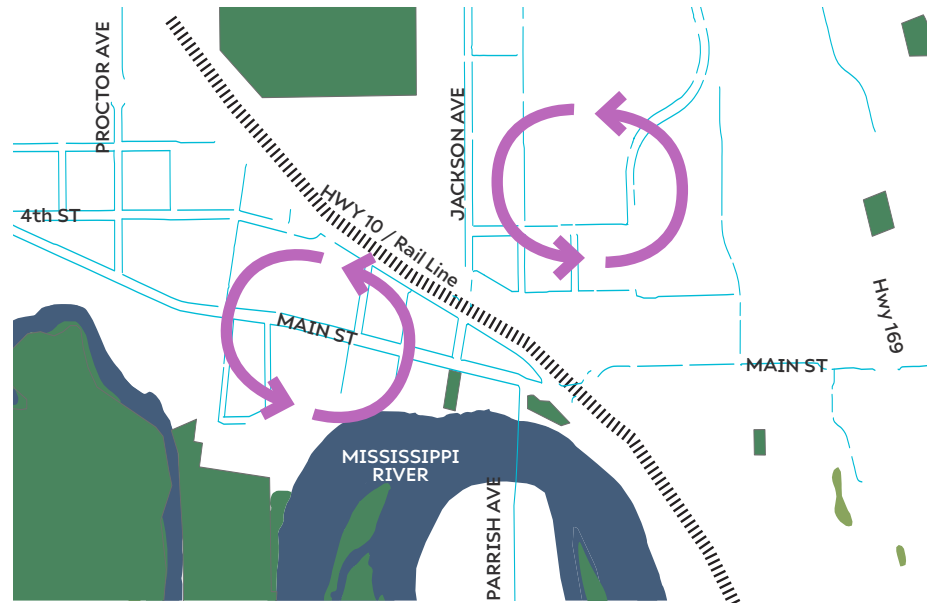 PROCTOR AVE
JACKSON AVE
HWY 10 / Rail Line
4th ST
MAIN ST
Hwy 169
MAIN ST
MISSISSIPPI
RIVER
PARRISH AVE